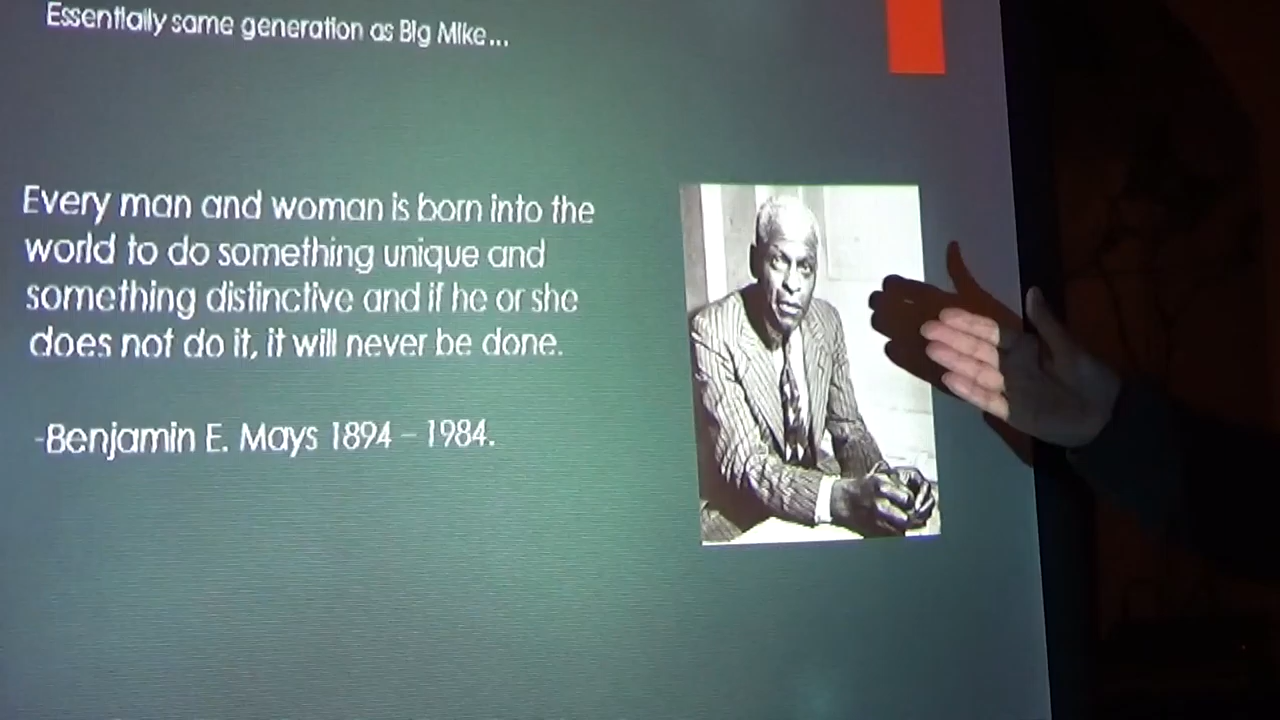 Essentially same generation as Big Mike...
Every man and woman is born into the
world to do something unique and
something distinctive and if he or she
does not do it, it will never be done.
-Benjamin E. Mays 1894 – 1984.